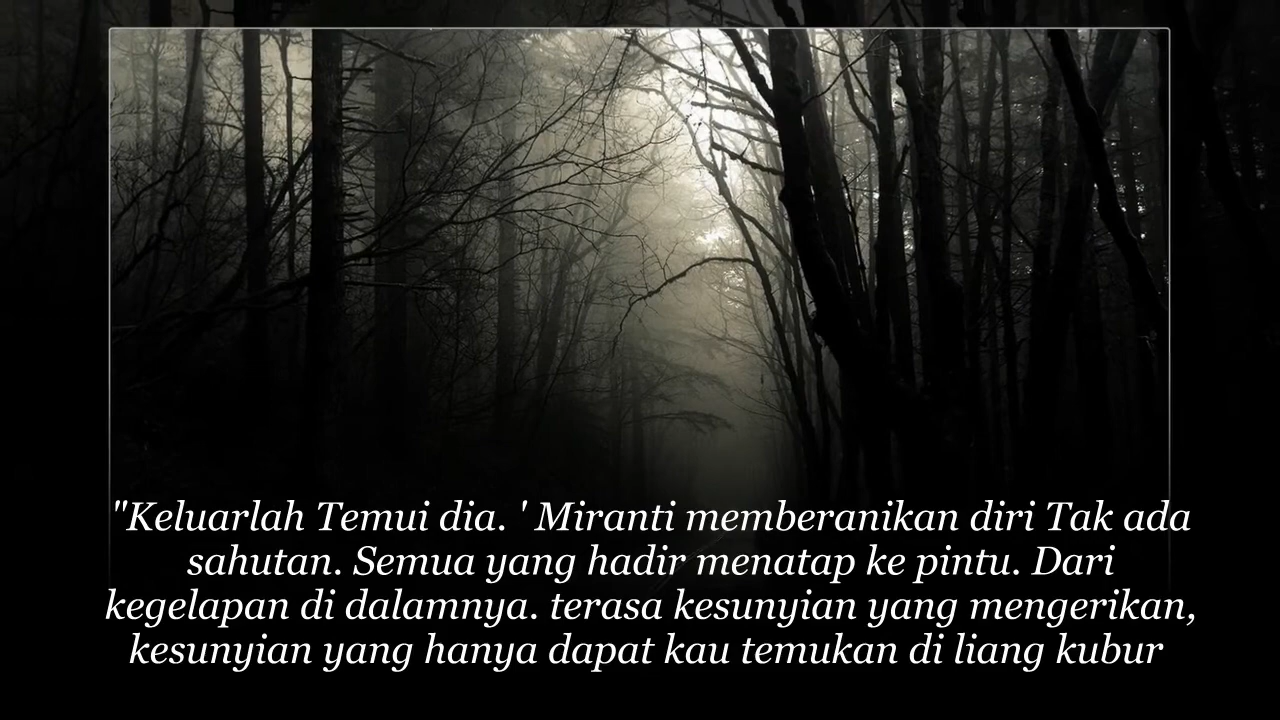 "Keluarlah Temui dia. ' Miranti memberanikan diri Tak ada
sahutan. Semua yang hadir menatap ke pintu. Dari
kegelapan di dalamnya. terasa kesunyian yang mengerikan,
kesunyian yang hanya dapat kau temukan di liang kubur